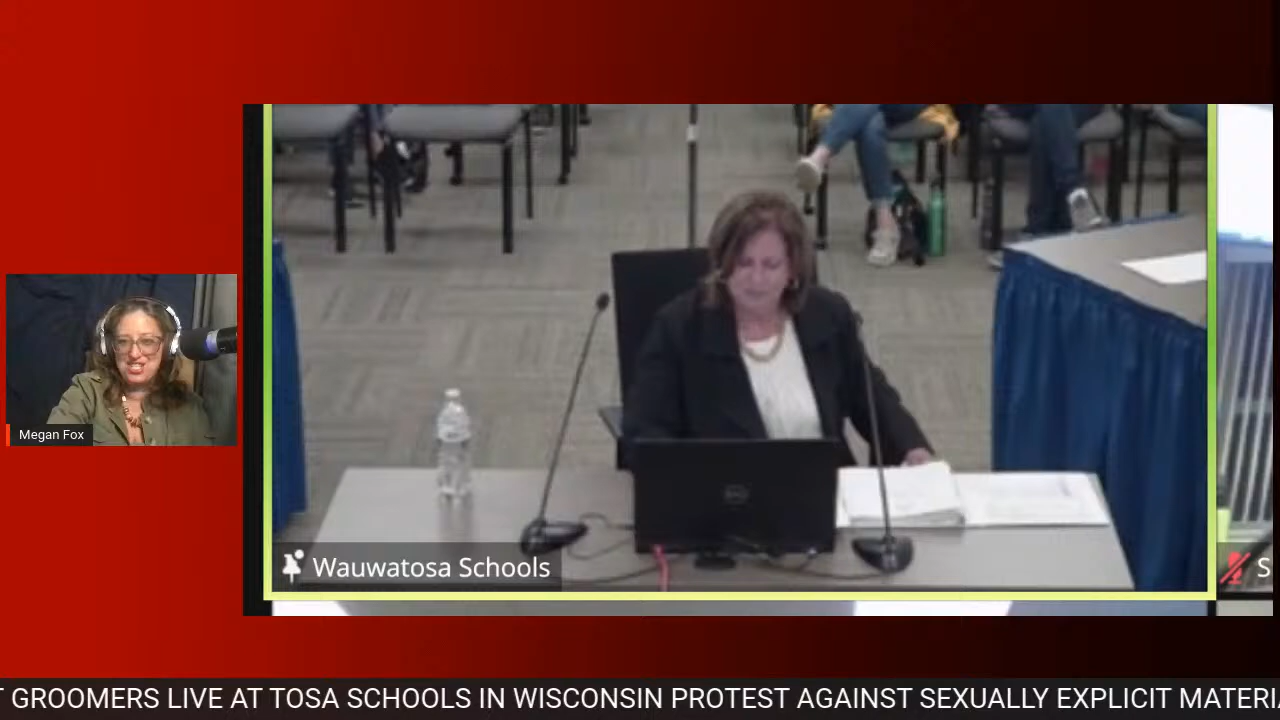 Megan Fox
Wauwatosa Schools
S
T GROOMERS LIVE AT TOSA SCHOOLS IN WISCONSIN PROTEST AGAINST SEXUALLY EXPLICIT MATERIA